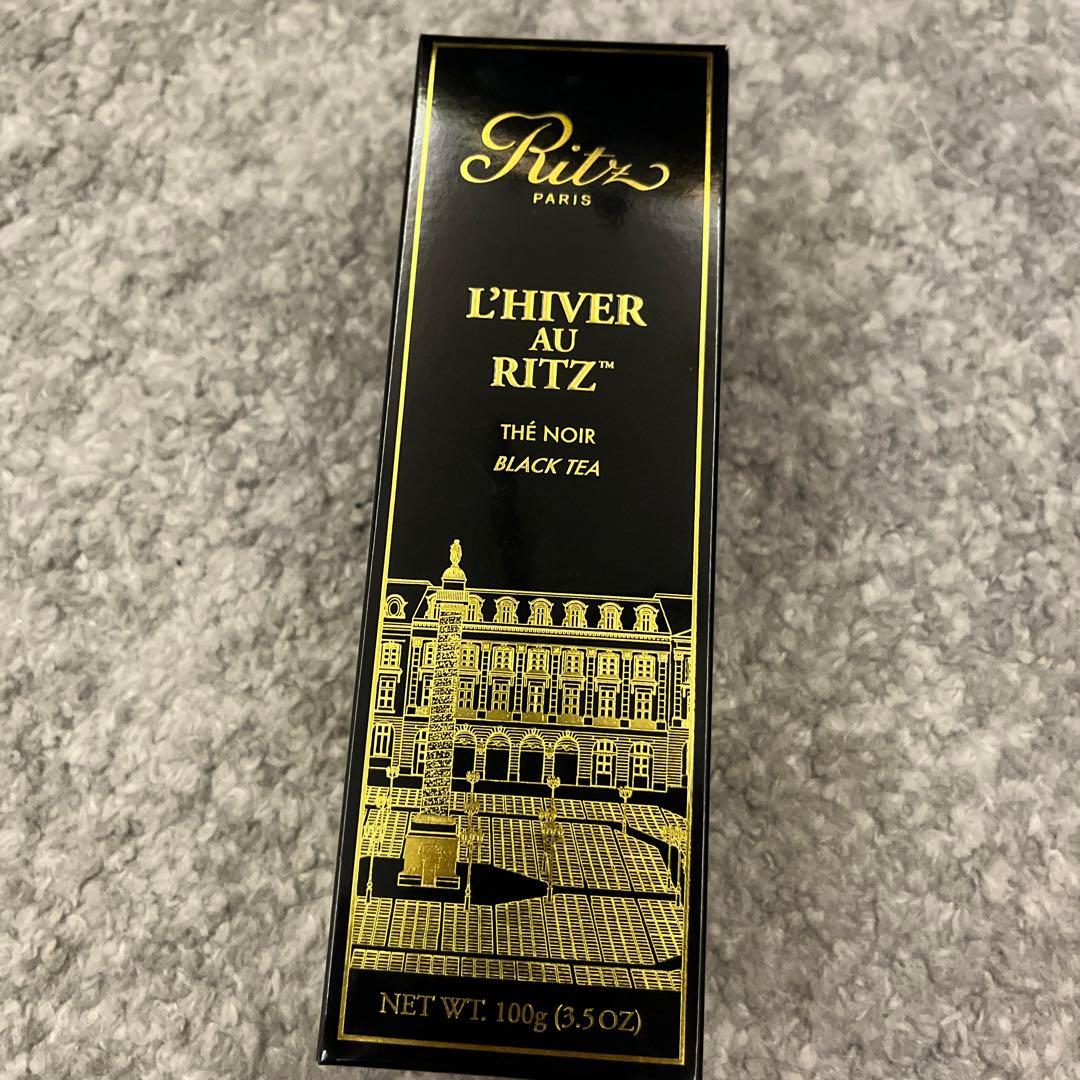 Ritz
PARIS
L'HIVER
AU
RITZ™
THÉ NOIR
BLACK TEA
NET WT. 100g (3.5 OZ)